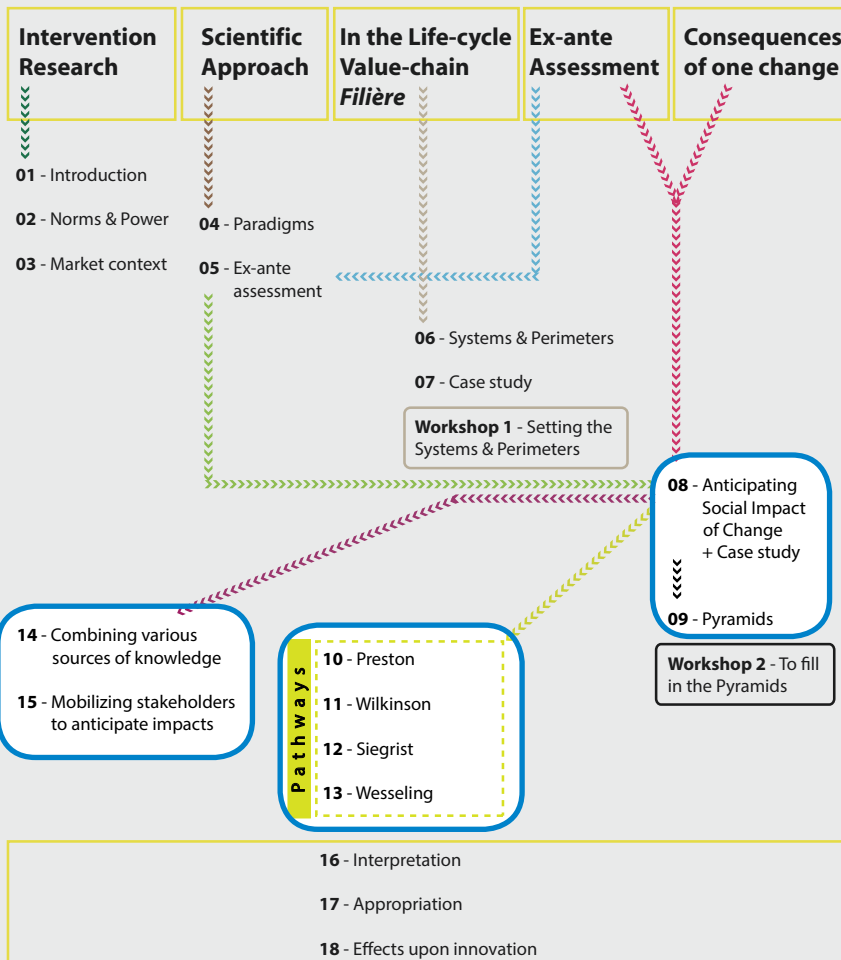 Intervention
Research
Scientific
Approach
In the Life-cycle
Value-chain
Filière
Ex-ante
Assessment
Consequences
of one change
01 - Introduction
02 - Norms & Power
03 - Market context
04 - Paradigms
05 - Ex-ante
assessment
06 - Systems & Perimeters
07 - Case study
Workshop 1 - Setting the
Systems & Perimeters
08 - Anticipating
Social Impact
of Change
+ Case study
09 - Pyramids
Workshop 2 - To fill
in the Pyramids
14 - Combining various
sources of knowledge
15 - Mobilizing stakeholders
to anticipate impacts
Pathways
10 - Preston
11 - Wilkinson
12 - Siegrist
13 - Wesseling
16 - Interpretation
17 - Appropriation
18 - Effects upon innovation